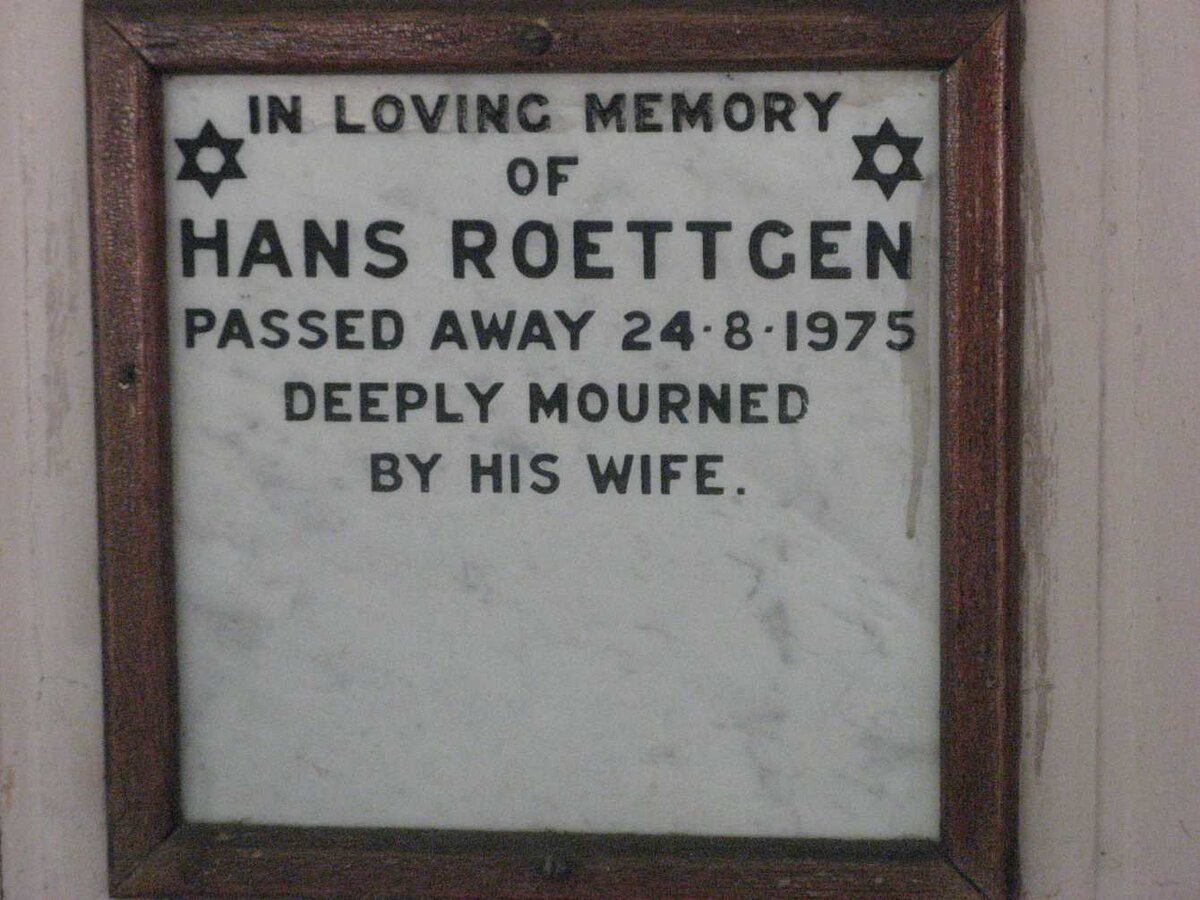 IN LOVING MEMORY
OF
HANS ROETTGEN
PASSED AWAY 24·8·1975
DEEPLY MOURNED
BY HIS WIFE.